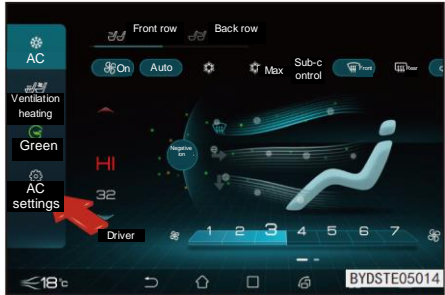 Front row
Back row
AC
On
Auto
Max
Sub-c
ontrol
Front
Rear
Ventilation
heating
Green
Negative
ion
HI
32
AC
settings
Driver
1 2 3 4 5 6 7
18°c
BYDSTE05014